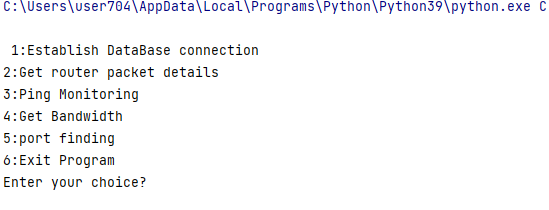 C:\Users\user704\AppData\Local\Programs\Python\Python39\python.exe C
1:Establish DataBase connection
2:Get router packet details
3:Ping Monitoring
4:Get Bandwidth
5:port finding
6:Exit Program
Enter your choice?